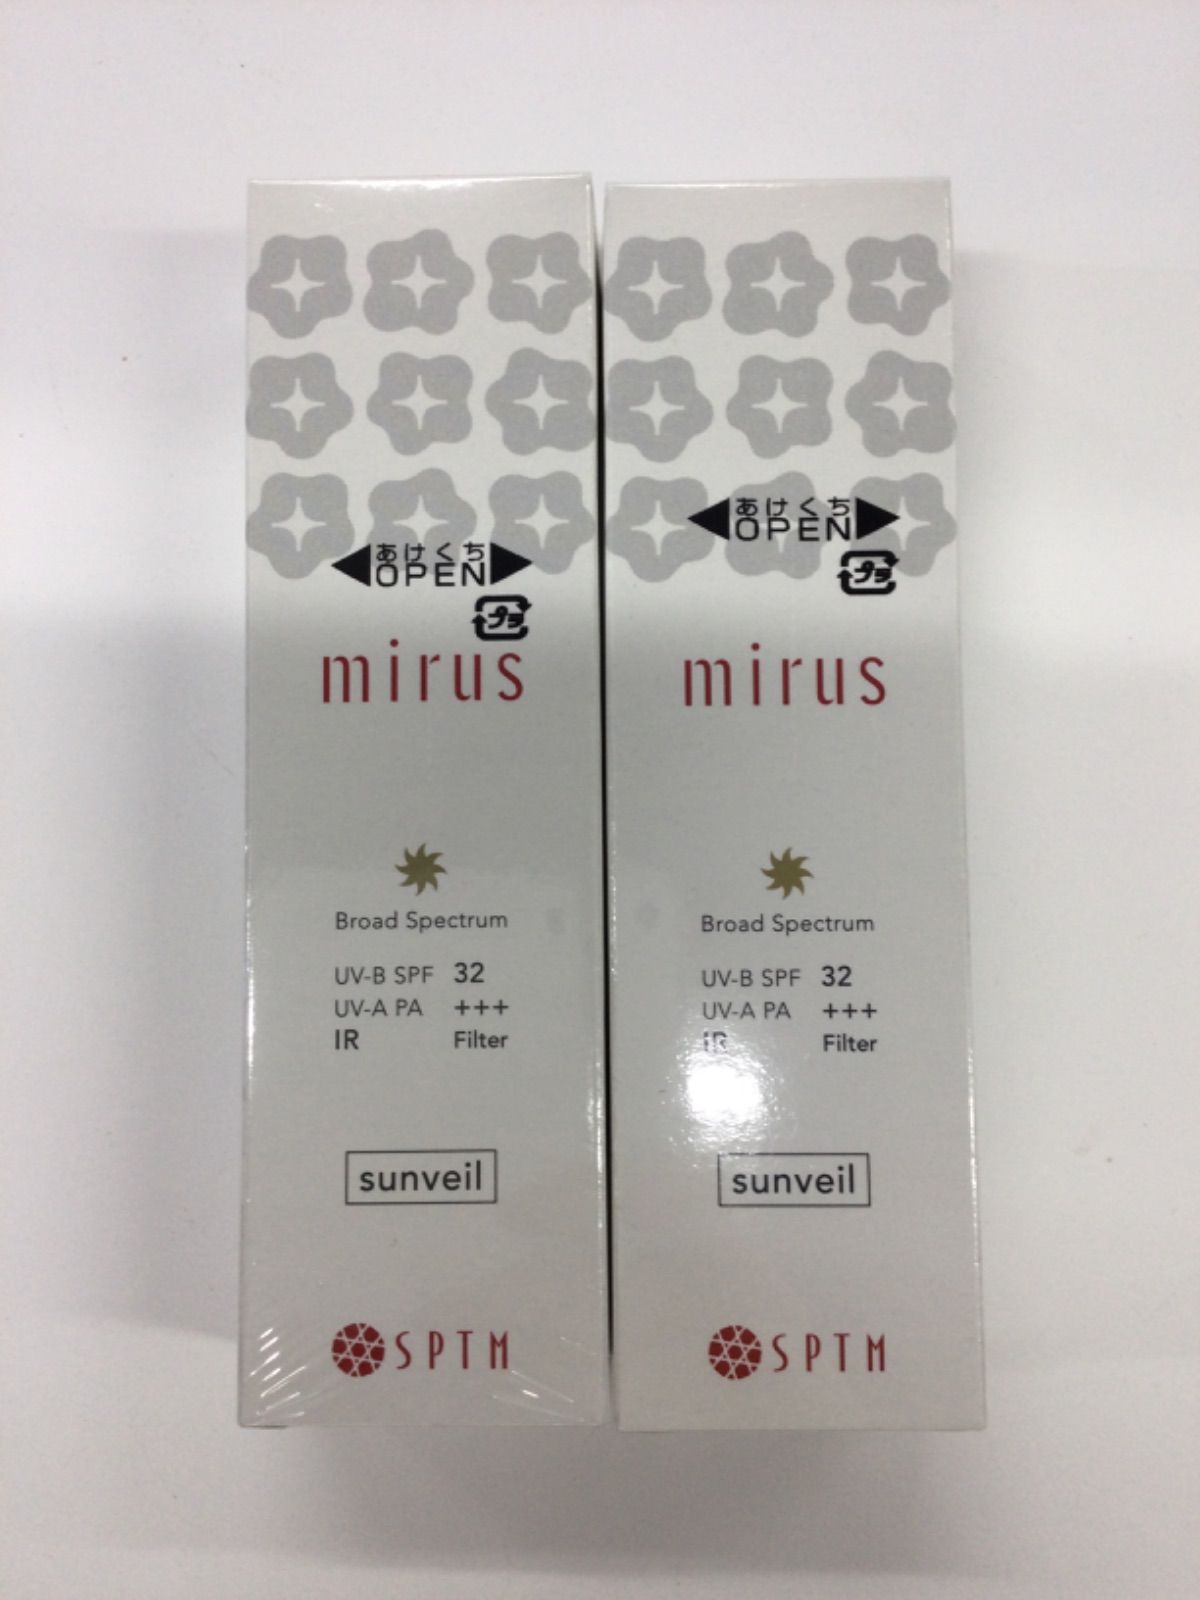 あけくち
OPEN
プラ
mirus
Broad Spectrum
UV-B SPF 32
UV-A PA +++
IR Filter
sunveil
SPTM
あけくち
OPEN
プラ
mirus
Broad Spectrum
UV-B SPF 32
UV-A PA +++
IR Filter
sunveil
SPTM